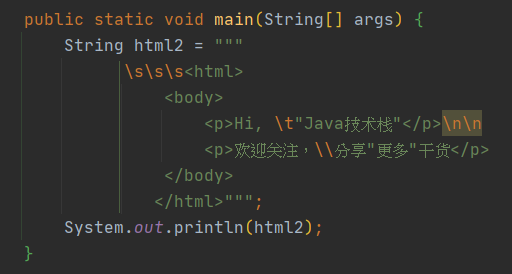 public static void main(String[] args) {
    String html2 = """
          \s\s\s<html>
              <body>
                  <p>Hi, \t"Java技术栈"</p>\n\n
                  <p>欢迎关注，\\分享"更多"干货</p>
              </body>
             </html>""";
    System.out.println(html2);
}